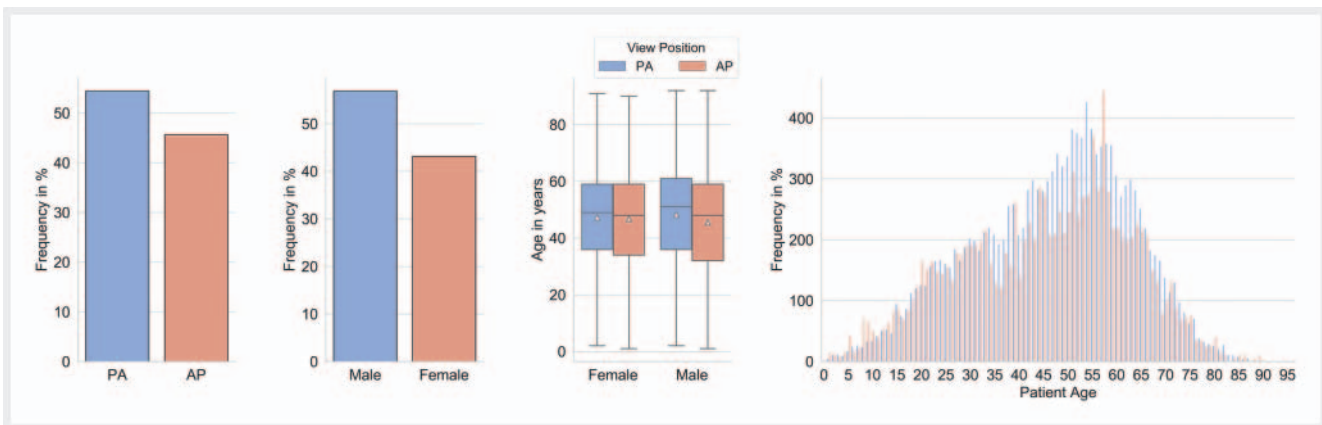 Frequency in %
50
40
30
20
10
0
PA AP
Frequency in %
50
40
30
20
10
0
Male Female
View Position
PA AP
Age in years
80
60
40
20
0
Female Male
Frequency in %
400
300
200
100
0
0 5 10 15 20 25 30 35 40 45 50 55 60 65 70 75 80 85 90 95
Patient Age